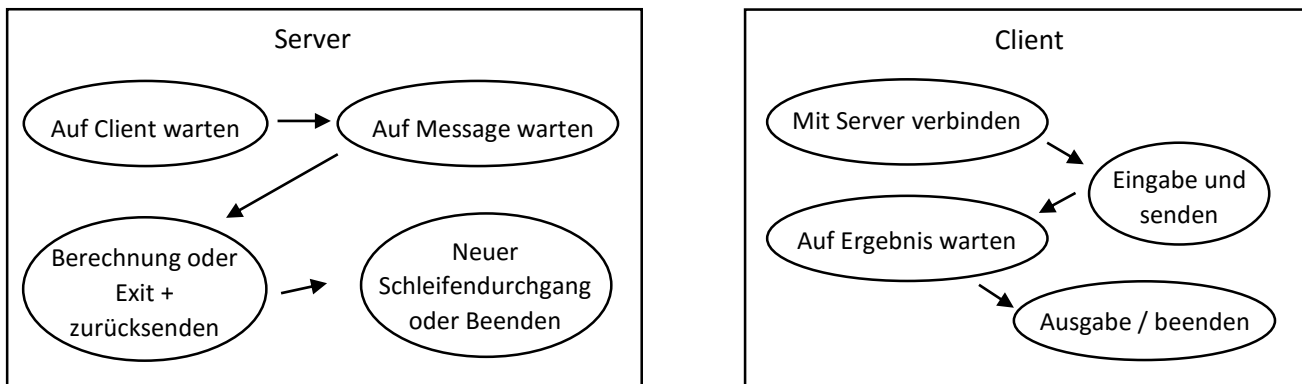 Server
Auf Client warten
Auf Message warten
Berechnung oder
Exit +
zurücksenden
Neuer
Schleifendurchgang
oder Beenden
Client
Mit Server verbinden
Eingabe und
senden
Auf Ergebnis warten
Ausgabe / beenden